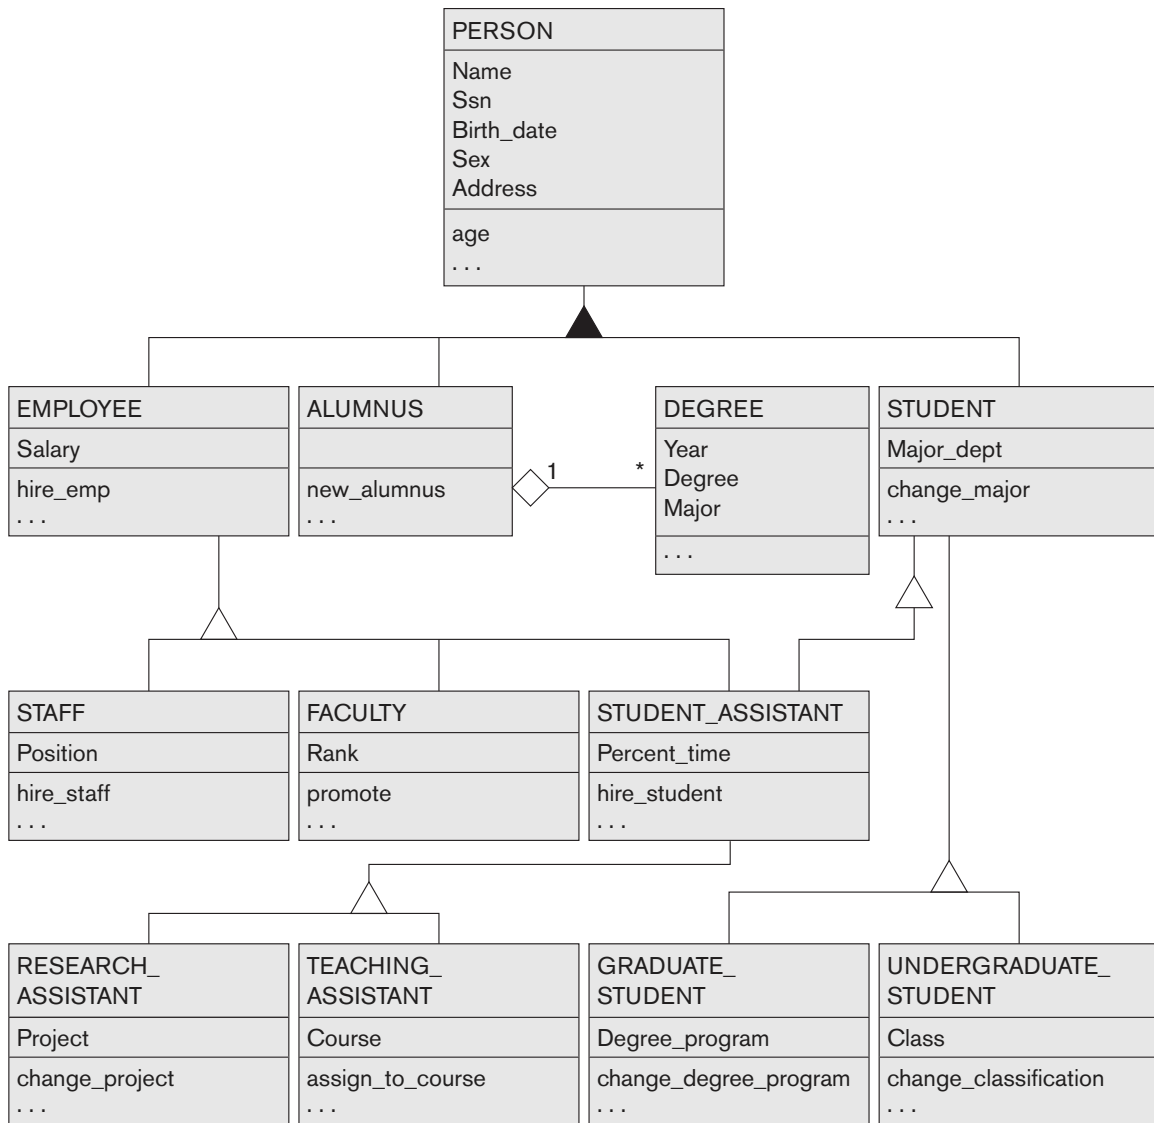 PERSON
Name
Ssn
Birth_date
Sex
Address
age
. . .
EMPLOYEE
Salary
hire_emp
. . .
ALUMNUS
new_alumnus
. . .
1
*
DEGREE
Year
Degree
Major
. . .
STUDENT
Major_dept
change_major
. . .
STAFF
Position
hire_staff
. . .
FACULTY
Rank
promote
. . .
STUDENT_ASSISTANT
Percent_time
hire_student
. . .
RESEARCH_
ASSISTANT
Project
change_project
. . .
TEACHING_
ASSISTANT
Course
assign_to_course
. . .
GRADUATE_
STUDENT
Degree_program
change_degree_program
. . .
UNDERGRADUATE_
STUDENT
Class
change_classification
. . .